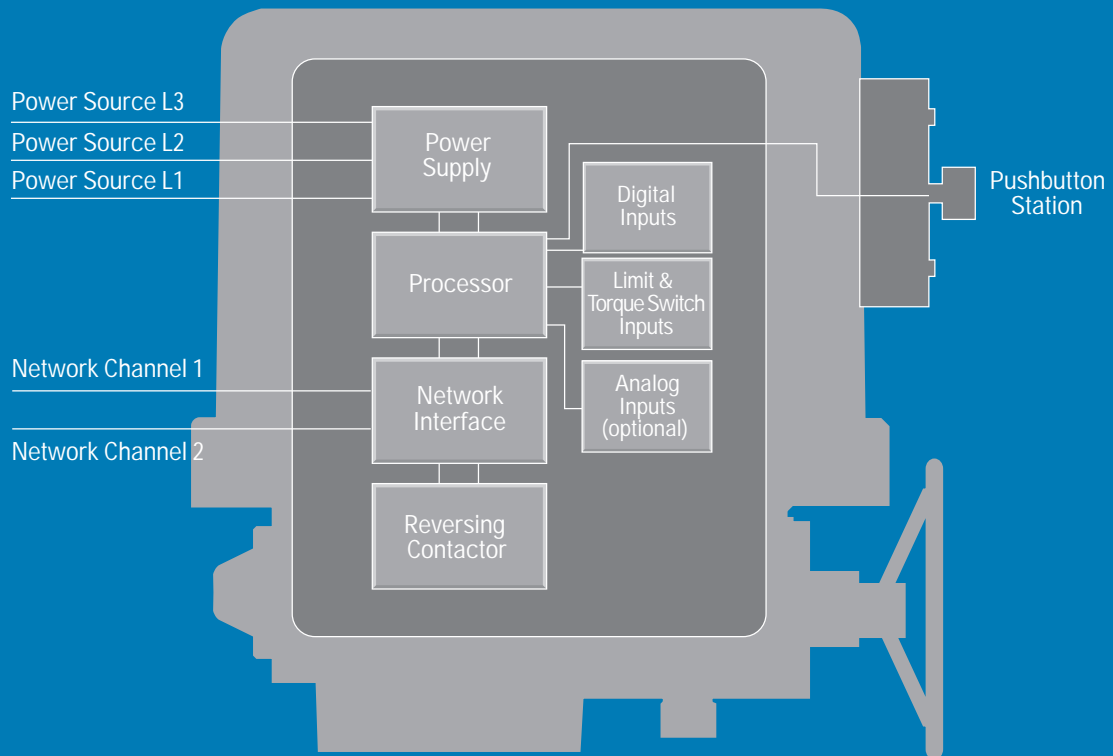 Power Source L3
Power Source L2
Power Source L1
Network Channel 1
Network Channel 2
Power
Supply
Processor
Network
Interface
Reversing
Contactor
Digital
Inputs
Limit &
Torque Switch
Inputs
Analog
Inputs
(optional)
Pushbutton
Station